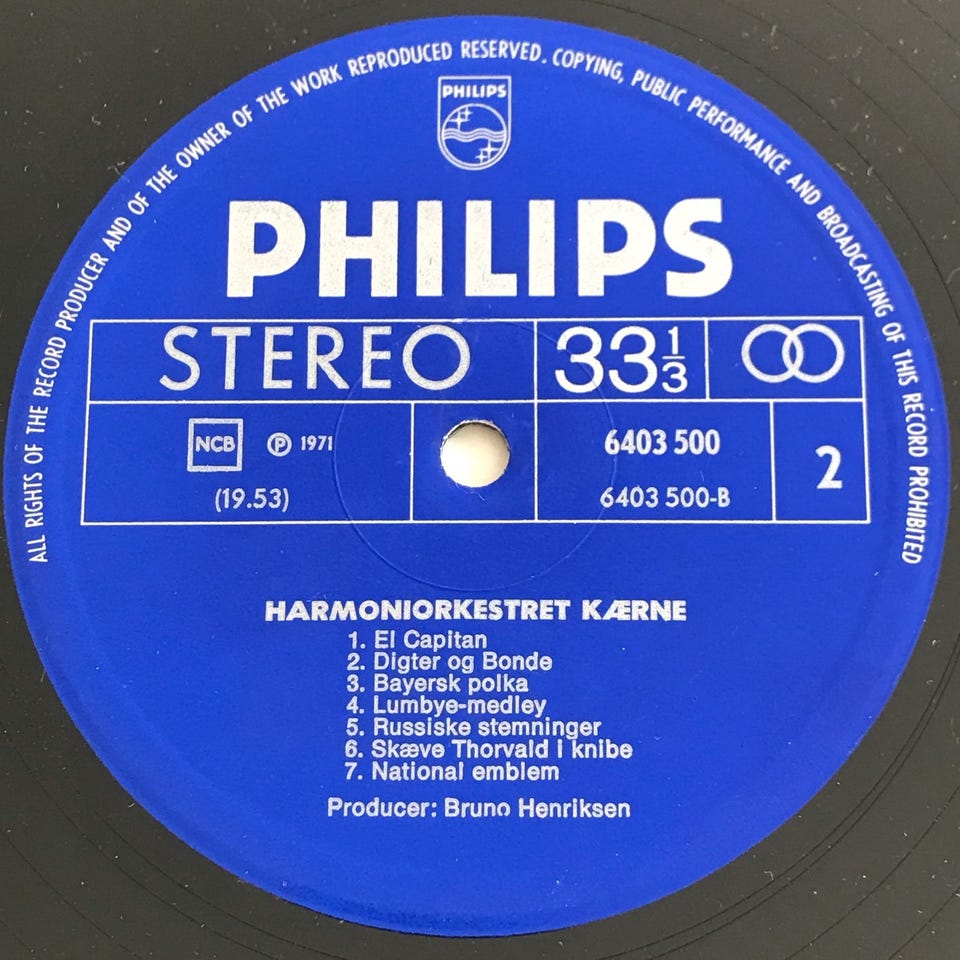 ALL RIGHTS OF THE RECORD PRODUCER AND OF THE OWNER OF THE WORK REPRODUCED RESERVED. COPYING, PUBLIC PERFORMANCE AND BROADCASTING OF THIS RECORD PROHIBITED
PHILIPS
PHILIPS
STEREO 33⅓
NCB ℗ 1971 6403 500 2
(19.53) 6403 500-B
HARMONIORKESTRET KÆRNE
1. El Capitan
2. Digter og Bonde
3. Bayersk polka
4. Lumbye-medley
5. Russiske stemninger
6. Skæve Thorvald i knibe
7. National emblem
Producer: Bruno Henriksen